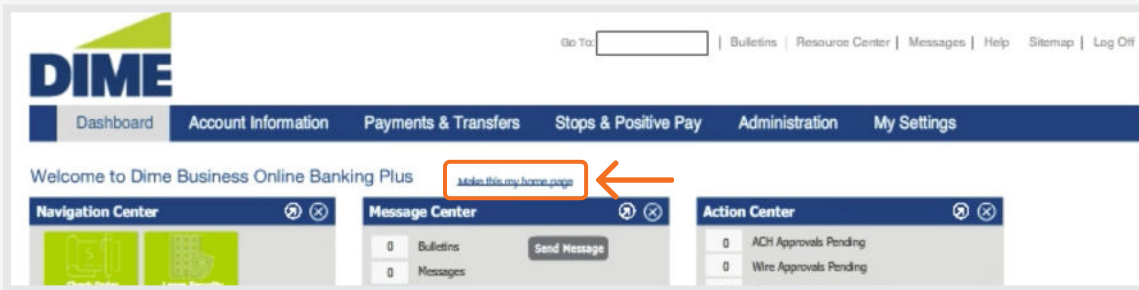 DIME
Go To: | Bulletins | Resource Center | Messages | Help Sitemap | Log Off
Dashboard Account Information Payments & Transfers Stops & Positive Pay Administration My Settings
Welcome to Dime Business Online Banking Plus Make this my home page
Navigation Center Message Center Action Center
0 Bulletins Send Message 0 ACH Approvals Pending
0 Messages 0 Wire Approvals Pending